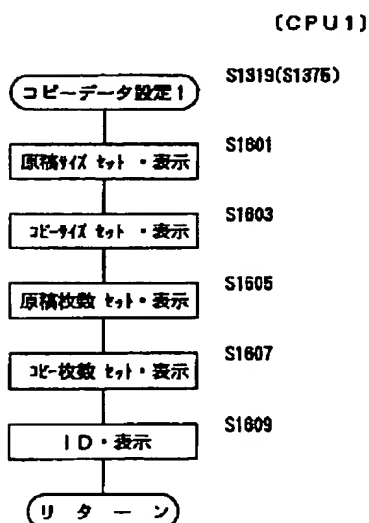 (CPU1)
コピーデータ設定1
S1319(S1375)
原稿サイズ セット・表示
S1601
コピーサイズ セット・表示
S1603
原稿枚数 セット・表示
S1605
コピー枚数 セット・表示
S1607
ID・表示
S1609
リターン